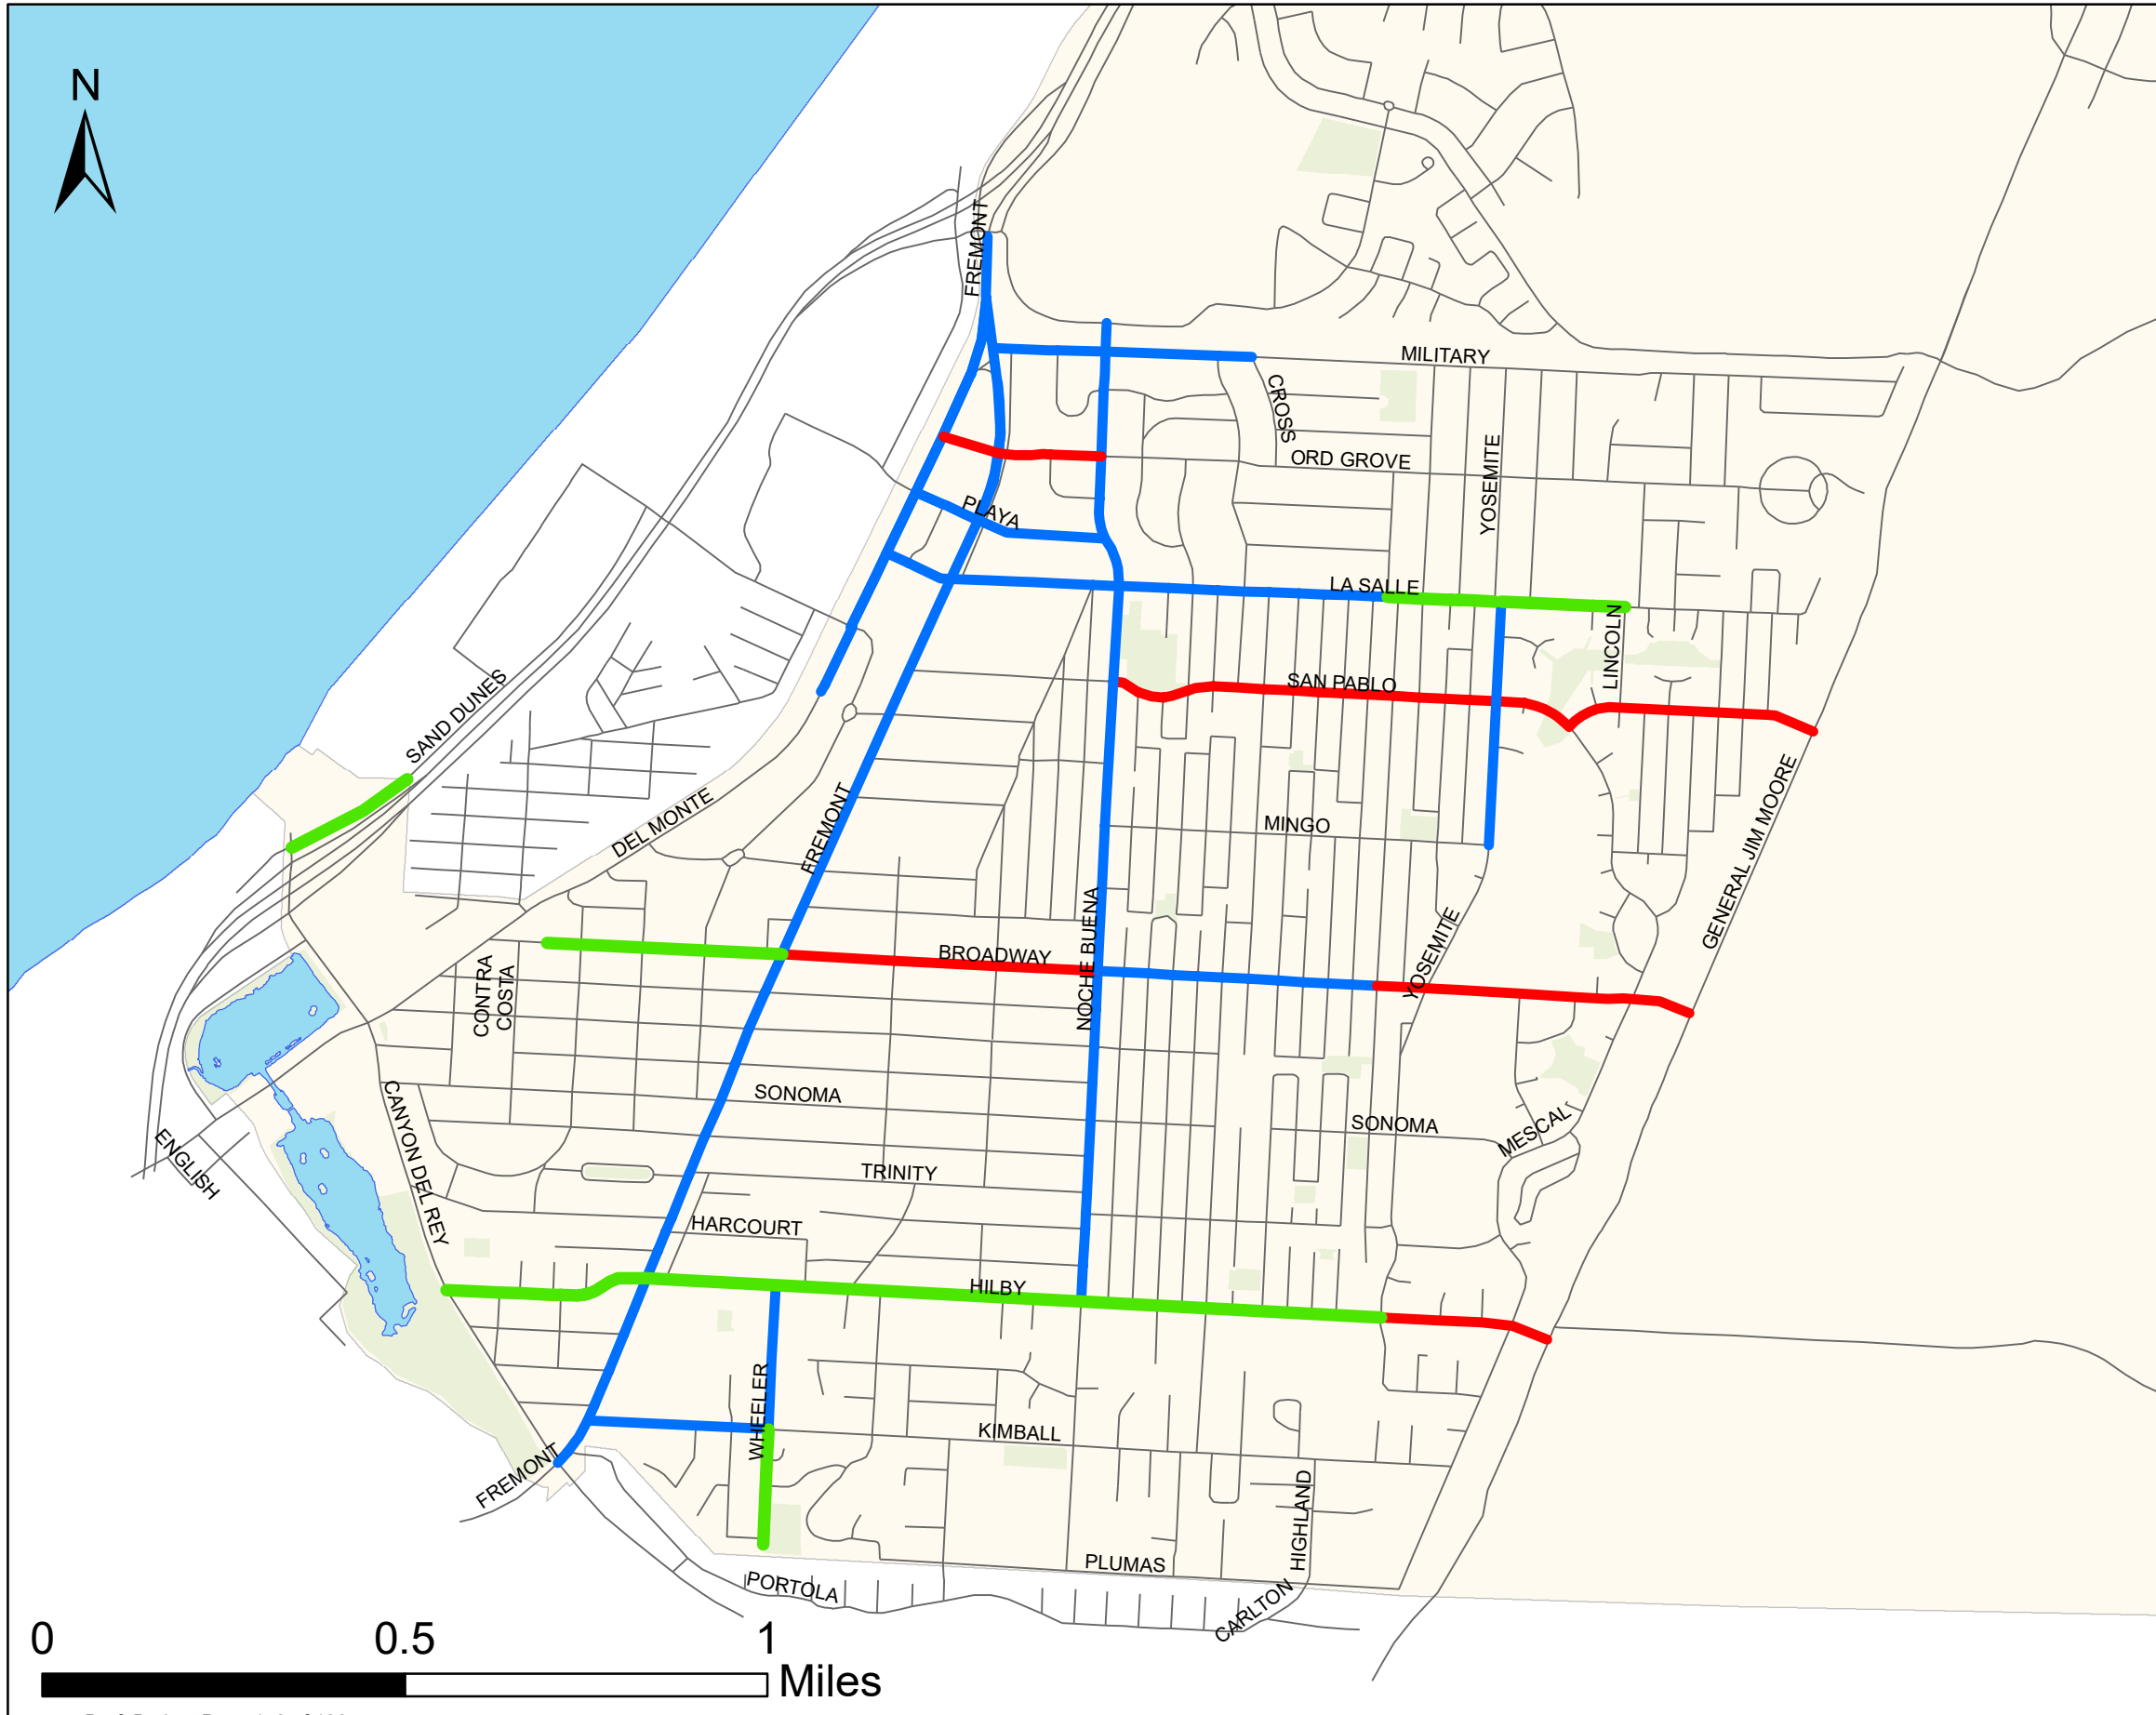 N
FREMONT
MILITARY
CROSS
ORD GROVE
YOSEMITE
PLAYA
LA SALLE
LINCOLN
SAN PABLO
SAND DUNES
GENERAL JIM MOORE
DEL MONTE
FREMONT
MINGO
NOCHE BUENA
BROADWAY
YOSEMITE
CONTRA
COSTA
CANYON DEL REY
SONOMA
SONOMA
MESCAL
ENGLISH
TRINITY
HARCOURT
HILBY
WHEELER
KIMBALL
FREMONT
HIGHLAND
PLUMAS
PORTOLA
CARLTON
0 0.5 1
Miles